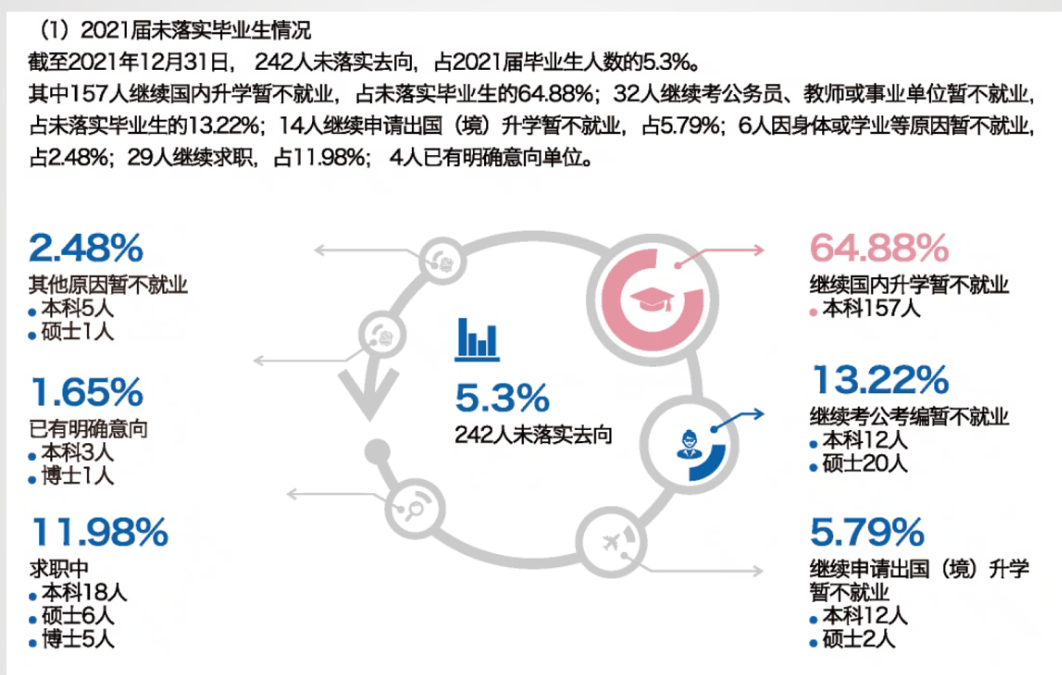 （1）2021届未落实毕业生情况
截至2021年12月31日， 242人未落实去向，占2021届毕业生人数的5.3%。
其中157人继续国内升学暂不就业，占未落实毕业生的64.88%；32人继续考公务员、教师或事业单位暂不就业，
占未落实毕业生的13.22%；14人继续申请出国（境）升学暂不就业，占5.79%；6人因身体或学业等原因暂不就业，
占2.48%；29人继续求职，占11.98%； 4人已有明确意向单位。
2.48%
其他原因暂不就业
本科5人
硕士1人
1.65%
已有明确意向
本科3人
博士1人
11.98%
求职中
本科18人
硕士6人
博士5人
5.3%
242人未落实去向
64.88%
继续国内升学暂不就业
本科157人
13.22%
继续考公考编暂不就业
本科12人
硕士20人
5.79%
继续申请出国（境）升学
暂不就业
本科12人
硕士2人